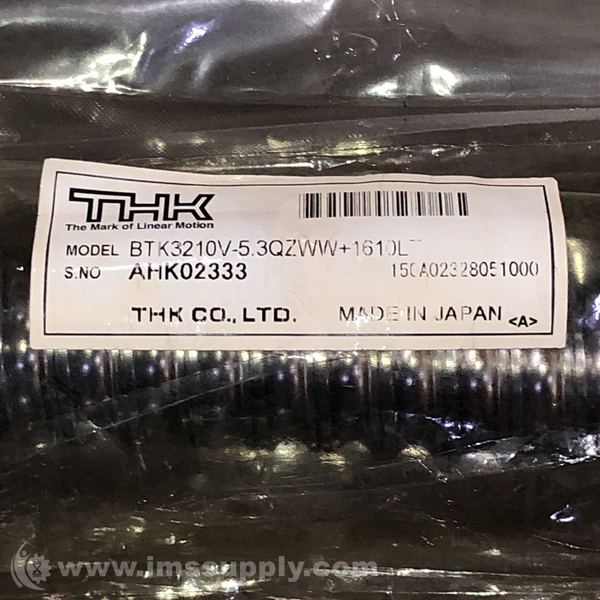 THK
The Mark of Linear Motion
MODEL BTK3210V-5.3QZWW+1610LT
S.NO AHK02333 150A02328051000
THK CO., LTD. MADE IN JAPAN <A>
www.imssupply.com